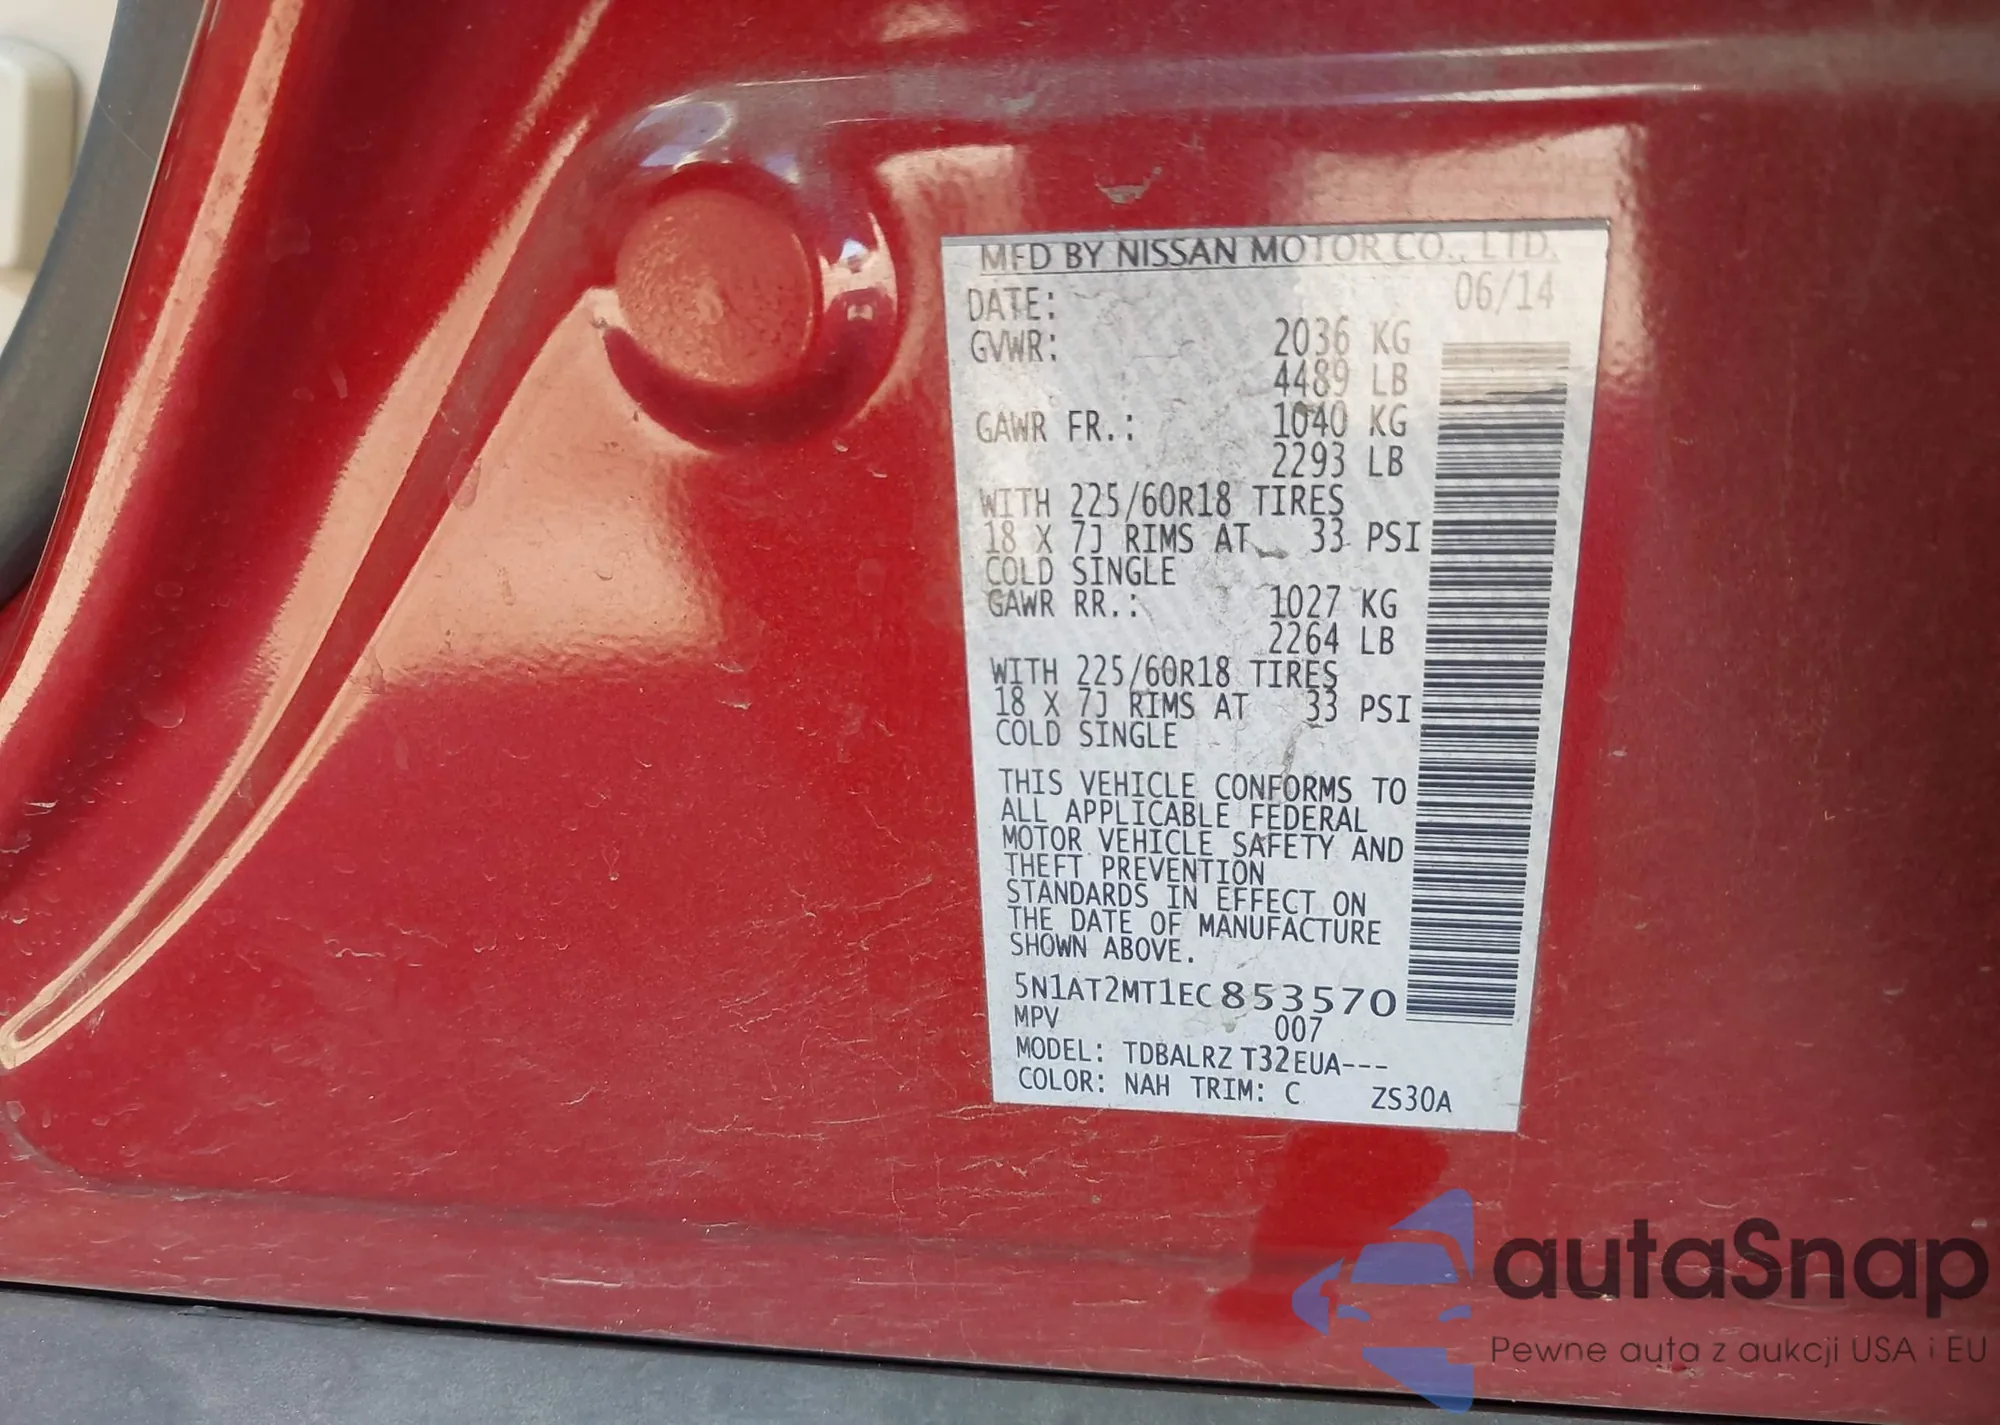 MFD BY NISSAN MOTOR CO., LTD.
DATE: 06/14
GVWR: 2036 KG
4489 LB
GAWR FR.: 1040 KG
2293 LB
WITH 225/60R18 TIRES
18 X 7J RIMS AT 33 PSI
COLD SINGLE
GAWR RR.: 1027 KG
2264 LB
WITH 225/60R18 TIRES
18 X 7J RIMS AT 33 PSI
COLD SINGLE
THIS VEHICLE CONFORMS TO
ALL APPLICABLE FEDERAL
MOTOR VEHICLE SAFETY AND
THEFT PREVENTION
STANDARDS IN EFFECT ON
THE DATE OF MANUFACTURE
SHOWN ABOVE.
5N1AT2MT1EC853570
MPV 007
MODEL: TDBALRZ T32EUA---
COLOR: NAH TRIM: C ZS30A
autaSnap
Pewne auta z aukcji USA i EU